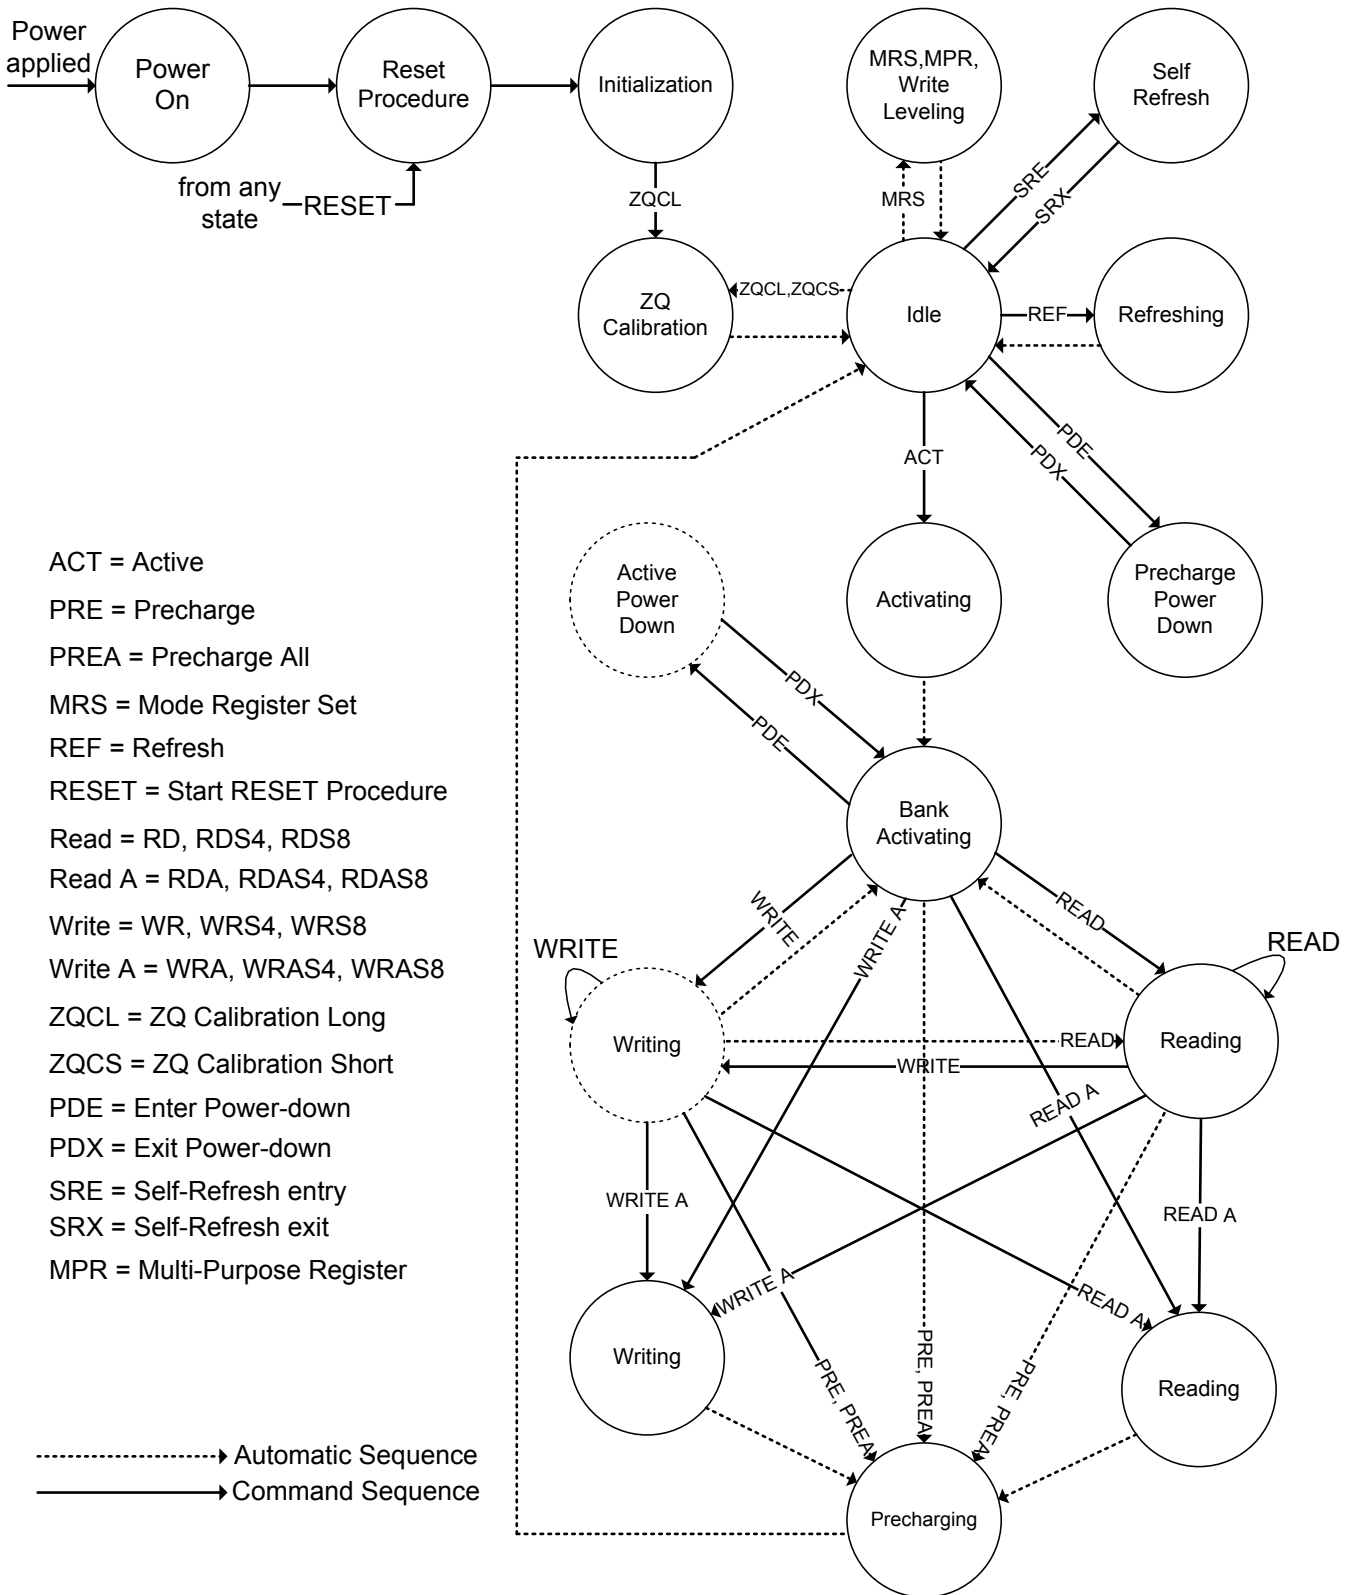 Power
applied
Power
On
Reset
Procedure
Initialization
MRS,MPR,
Write
Leveling
Self
Refresh
from any
state
RESET
ZQCL
MRS
SRE
SRX
ZQ
Calibration
ZQCL,ZQCS
Idle
REF
Refreshing
ACT
PDE
PDX
Active
Power
Down
Activating
Precharge
Power
Down
PDX
PDE
Bank
Activating
WRITE
WRITE A
READ
WRITE
READ
Writing
READ
Reading
WRITE
READ A
WRITE A
READ A
WRITE A
READ A
Writing
PRE, PREA
PRE, PREA
PRE, PREA
Reading
Precharging
ACT = Active
PRE = Precharge
PREA = Precharge All
MRS = Mode Register Set
REF = Refresh
RESET = Start RESET Procedure
Read = RD, RDS4, RDS8
Read A = RDA, RDAS4, RDAS8
Write = WR, WRS4, WRS8
Write A = WRA, WRAS4, WRAS8
ZQCL = ZQ Calibration Long
ZQCS = ZQ Calibration Short
PDE = Enter Power-down
PDX = Exit Power-down
SRE = Self-Refresh entry
SRX = Self-Refresh exit
MPR = Multi-Purpose Register
Automatic Sequence
Command Sequence